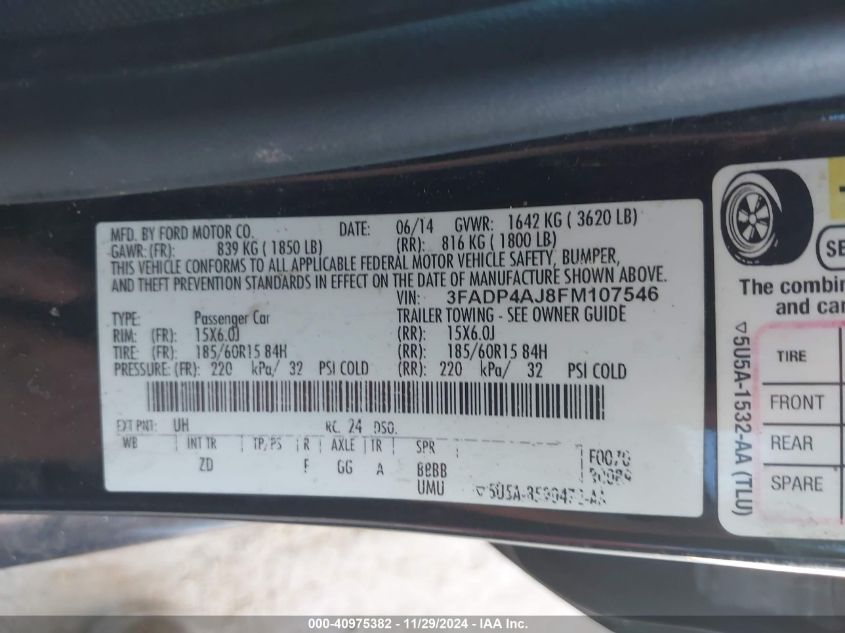 MFD. BY FORD MOTOR CO. DATE: 06/14 GVWR: 1642 KG ( 3620 LB)
GAWR: (FR): 839 KG ( 1850 LB) (RR): 816 KG ( 1800 LB)
THIS VEHICLE CONFORMS TO ALL APPLICABLE FEDERAL MOTOR VEHICLE SAFETY, BUMPER,
AND THEFT PREVENTION STANDARDS IN EFFECT ON THE DATE OF MANUFACTURE SHOWN ABOVE.
VIN: 3FADP4AJ8FM107546
TYPE: Passenger Car TRAILER TOWING - SEE OWNER GUIDE
RIM: (FR): 15X6.0J (RR): 15X6.0J
TIRE: (FR): 185/60R15 84H (RR): 185/60R15 84H
PRESSURE: (FR): 220 kPa/ 32 PSI COLD (RR): 220 kPa/ 32 PSI COLD
EXT PNT: UH RC: 24 DSO:
WB INT TR TP/PS R AXLE TR SPR
ZD F GG A
UMU
SE
The combin
and car
TIRE
FRONT
REAR
SPARE
▽5U5A-1532-AA (TLU)
000-40975382 - 11/29/2024 - IAA Inc.